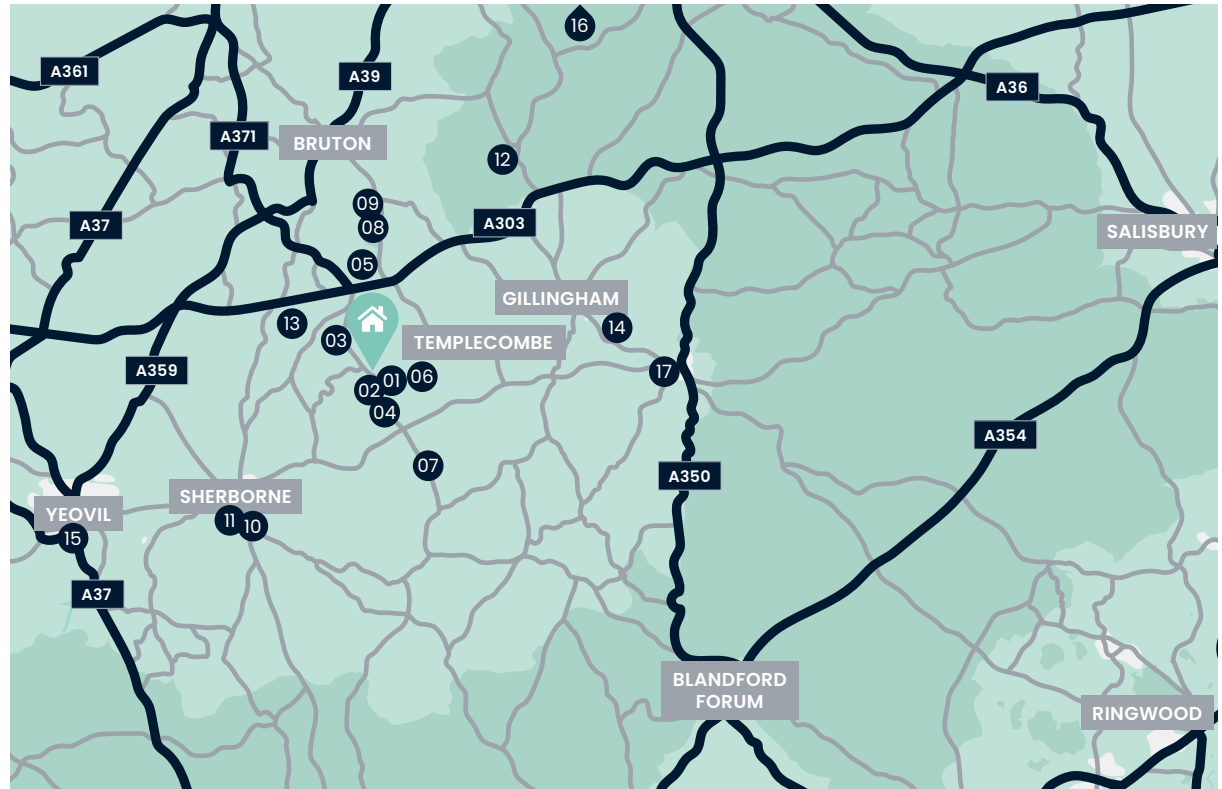 16
A361
A39
A36
A371
BRUTON
12
09
A37
08
A303
SALISBURY
05
GILLINGHAM
13
14
03
TEMPLECOMBE
A359
17
01
06
02
04
A354
07
A350
SHERBORNE
YEOVIL
11
10
15
A37
BLANDFORD
FORUM
RINGWOOD